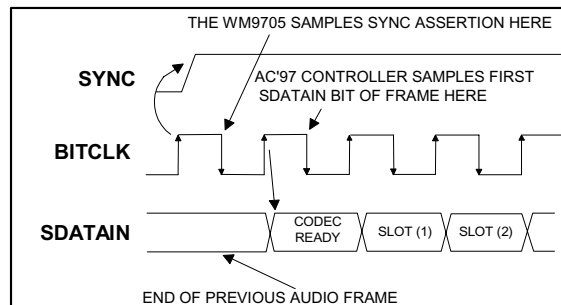 THE WM9705 SAMPLES SYNC ASSERTION HERE
SYNC
AC'97 CONTROLLER SAMPLES FIRST
SDATAIN BIT OF FRAME HERE
BITCLK
SDATAIN
CODEC
READY
SLOT (1)
SLOT (2)
END OF PREVIOUS AUDIO FRAME